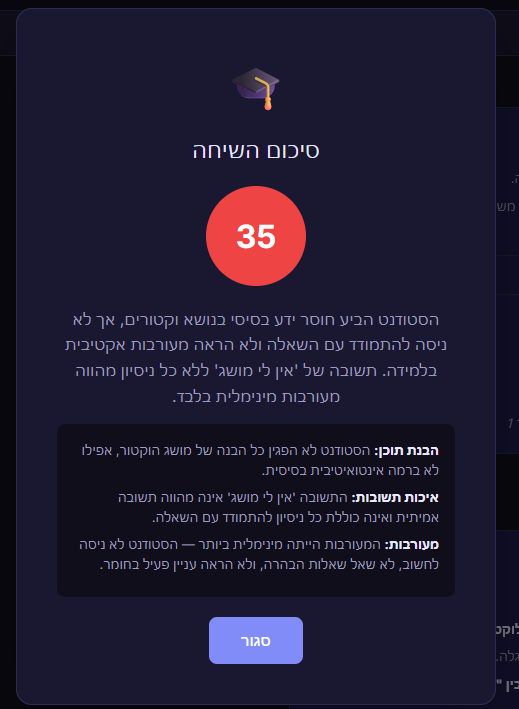 סיכום השיחה
35
הסטודנט הביע חוסר ידע בסיסי בנושא וקטורים, אך לא
ניסה להתמודד עם השאלה ולא הראה מעורבות אקטיבית
בלמידה. תשובה של 'אין לי מושג' ללא כל ניסיון מהווה
מעורבות מינימלית בלבד.
הבנת תוכן: הסטודנט לא הפגין כל הבנה של מושג הוקטור, אפילו
לא ברמה אינטואיטיבית בסיסית.
איכות תשובות: התשובה 'אין לי מושג' אינה מהווה תשובה
אמיתית ואינה כוללת כל ניסיון להתמודד עם השאלה.
מעורבות: המעורבות הייתה מינימלית ביותר — הסטודנט לא ניסה
לחשוב, לא שאל שאלות הבהרה, ולא הראה עניין פעיל בחומר.
סגור